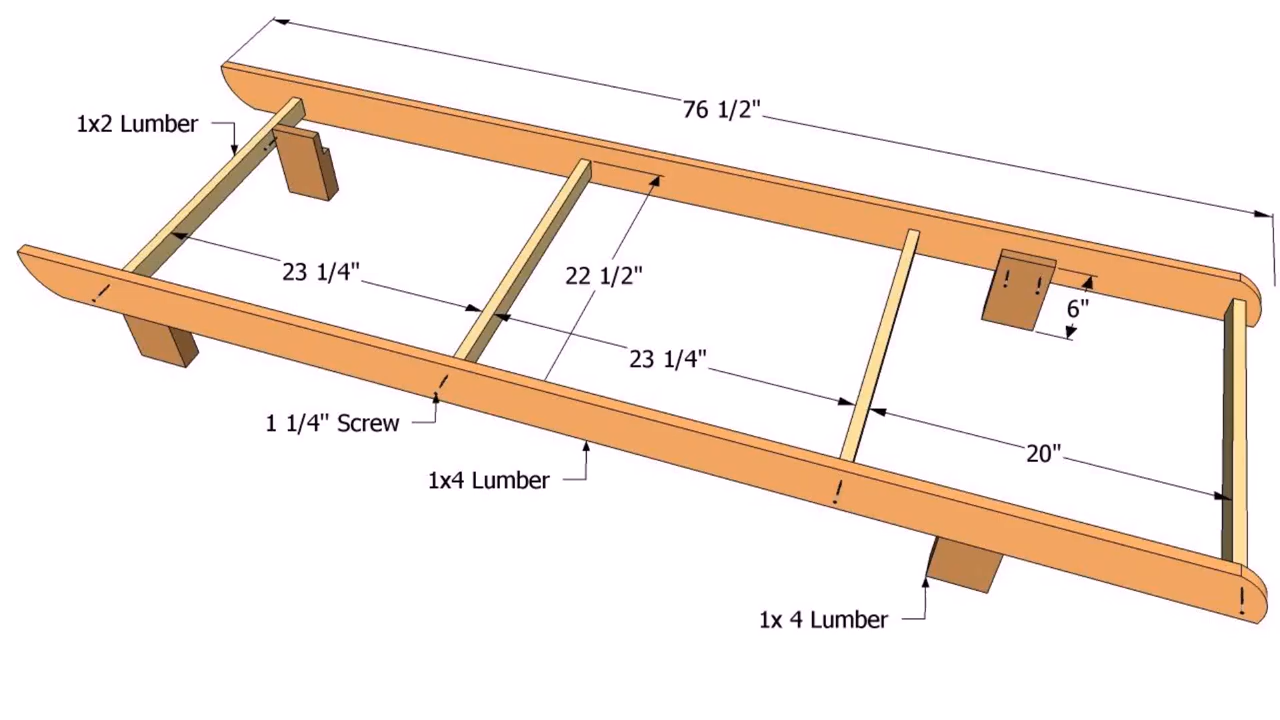 76 1/2"
1x2 Lumber
23 1/4"
22 1/2"
6"
23 1/4"
1 1/4" Screw
20"
1x4 Lumber
1x 4 Lumber